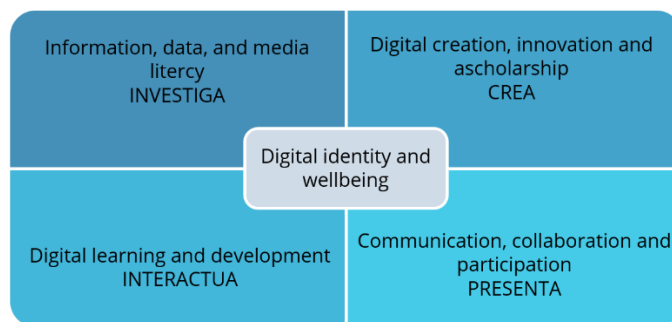 Information, data, and media
litercy
INVESTIGA
Digital creation, innovation and
ascholarship
CREA
Digital identity and
wellbeing
Digital learning and development
INTERACTUA
Communication, collaboration and
participation
PRESENTA